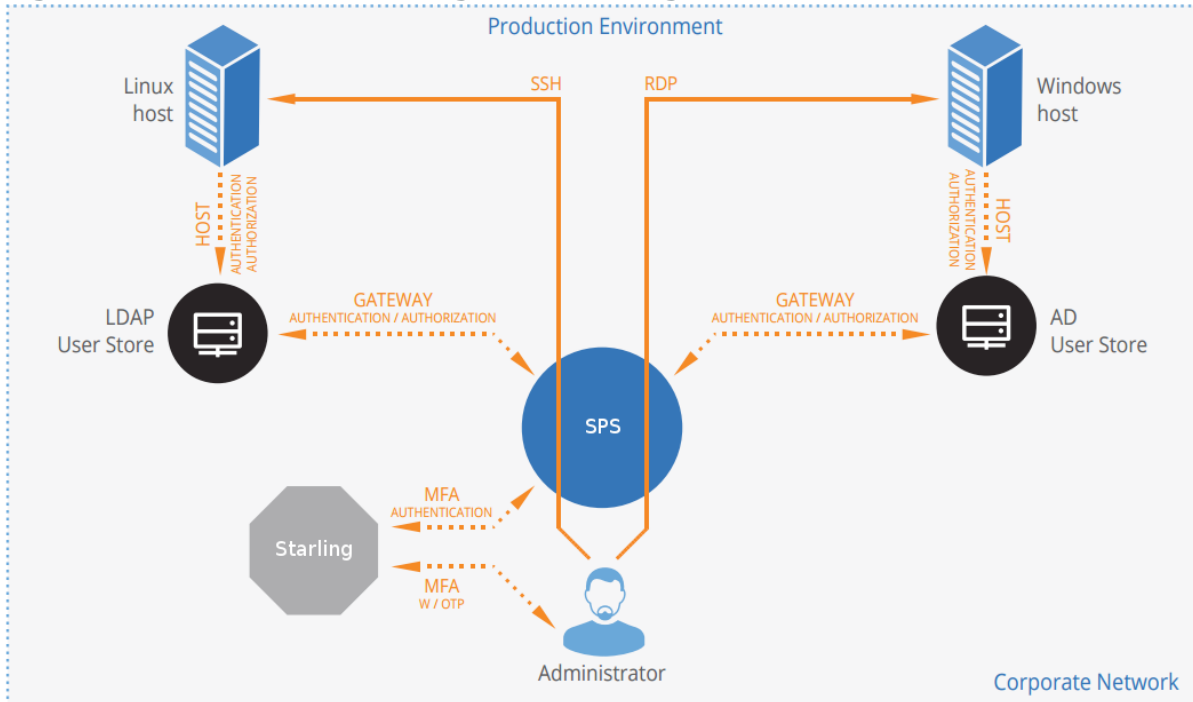 Production Environment
SSH
RDP
Linux
host
Windows
host
HOST
AUTHENTICATION
AUTHORIZATION
HOST
AUTHENTICATION
AUTHORIZATION
LDAP
User Store
GATEWAY
AUTHENTICATION / AUTHORIZATION
GATEWAY
AUTHENTICATION / AUTHORIZATION
AD
User Store
SPS
MFA
AUTHENTICATION
Starling
MFA
W / OTP
Administrator
Corporate Network